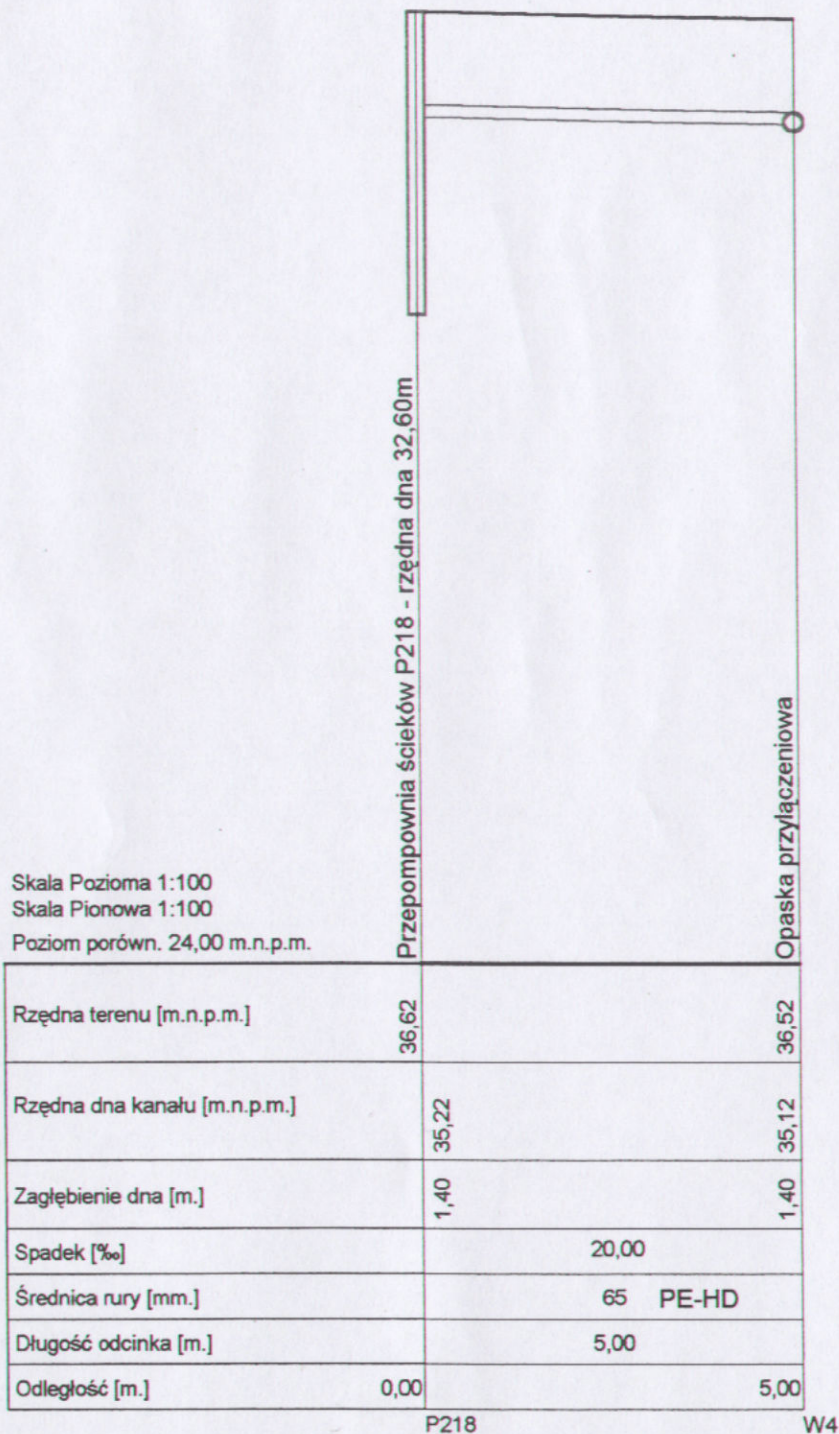 Przepompownia ścieków P218 - rzędna dna 32,60m
Opaska przyłączeniowa
Skala Pozioma 1:100
Skala Pionowa 1:100
Poziom porówn. 24,00 m.n.p.m.
Rzędna terenu [m.n.p.m.] 36,62 36,52
Rzędna dna kanału [m.n.p.m.] 35,22 35,12
Zagłębienie dna [m.] 1,40 1,40
Spadek [‰] 20,00
Średnica rury [mm.] 65 PE-HD
Długość odcinka [m.] 5,00
Odległość [m.] 0,00 5,00
P218 W4